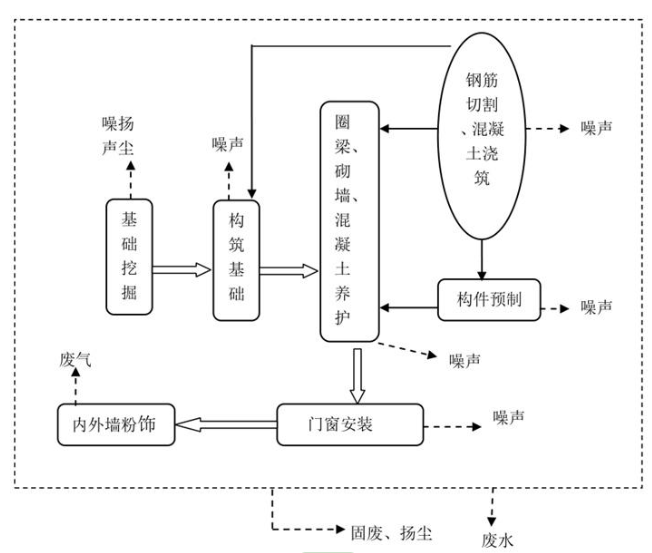 钢筋
切割
、混凝
土浇
筑
噪声
噪扬
声尘
噪声
圈
梁、
砌
墙、
混
凝
土
养
护
基
础
挖
掘
构
筑
基
础
构件预制
噪声
噪声
废气
内外墙粉饰
门窗安装
噪声
固废、扬尘
废水